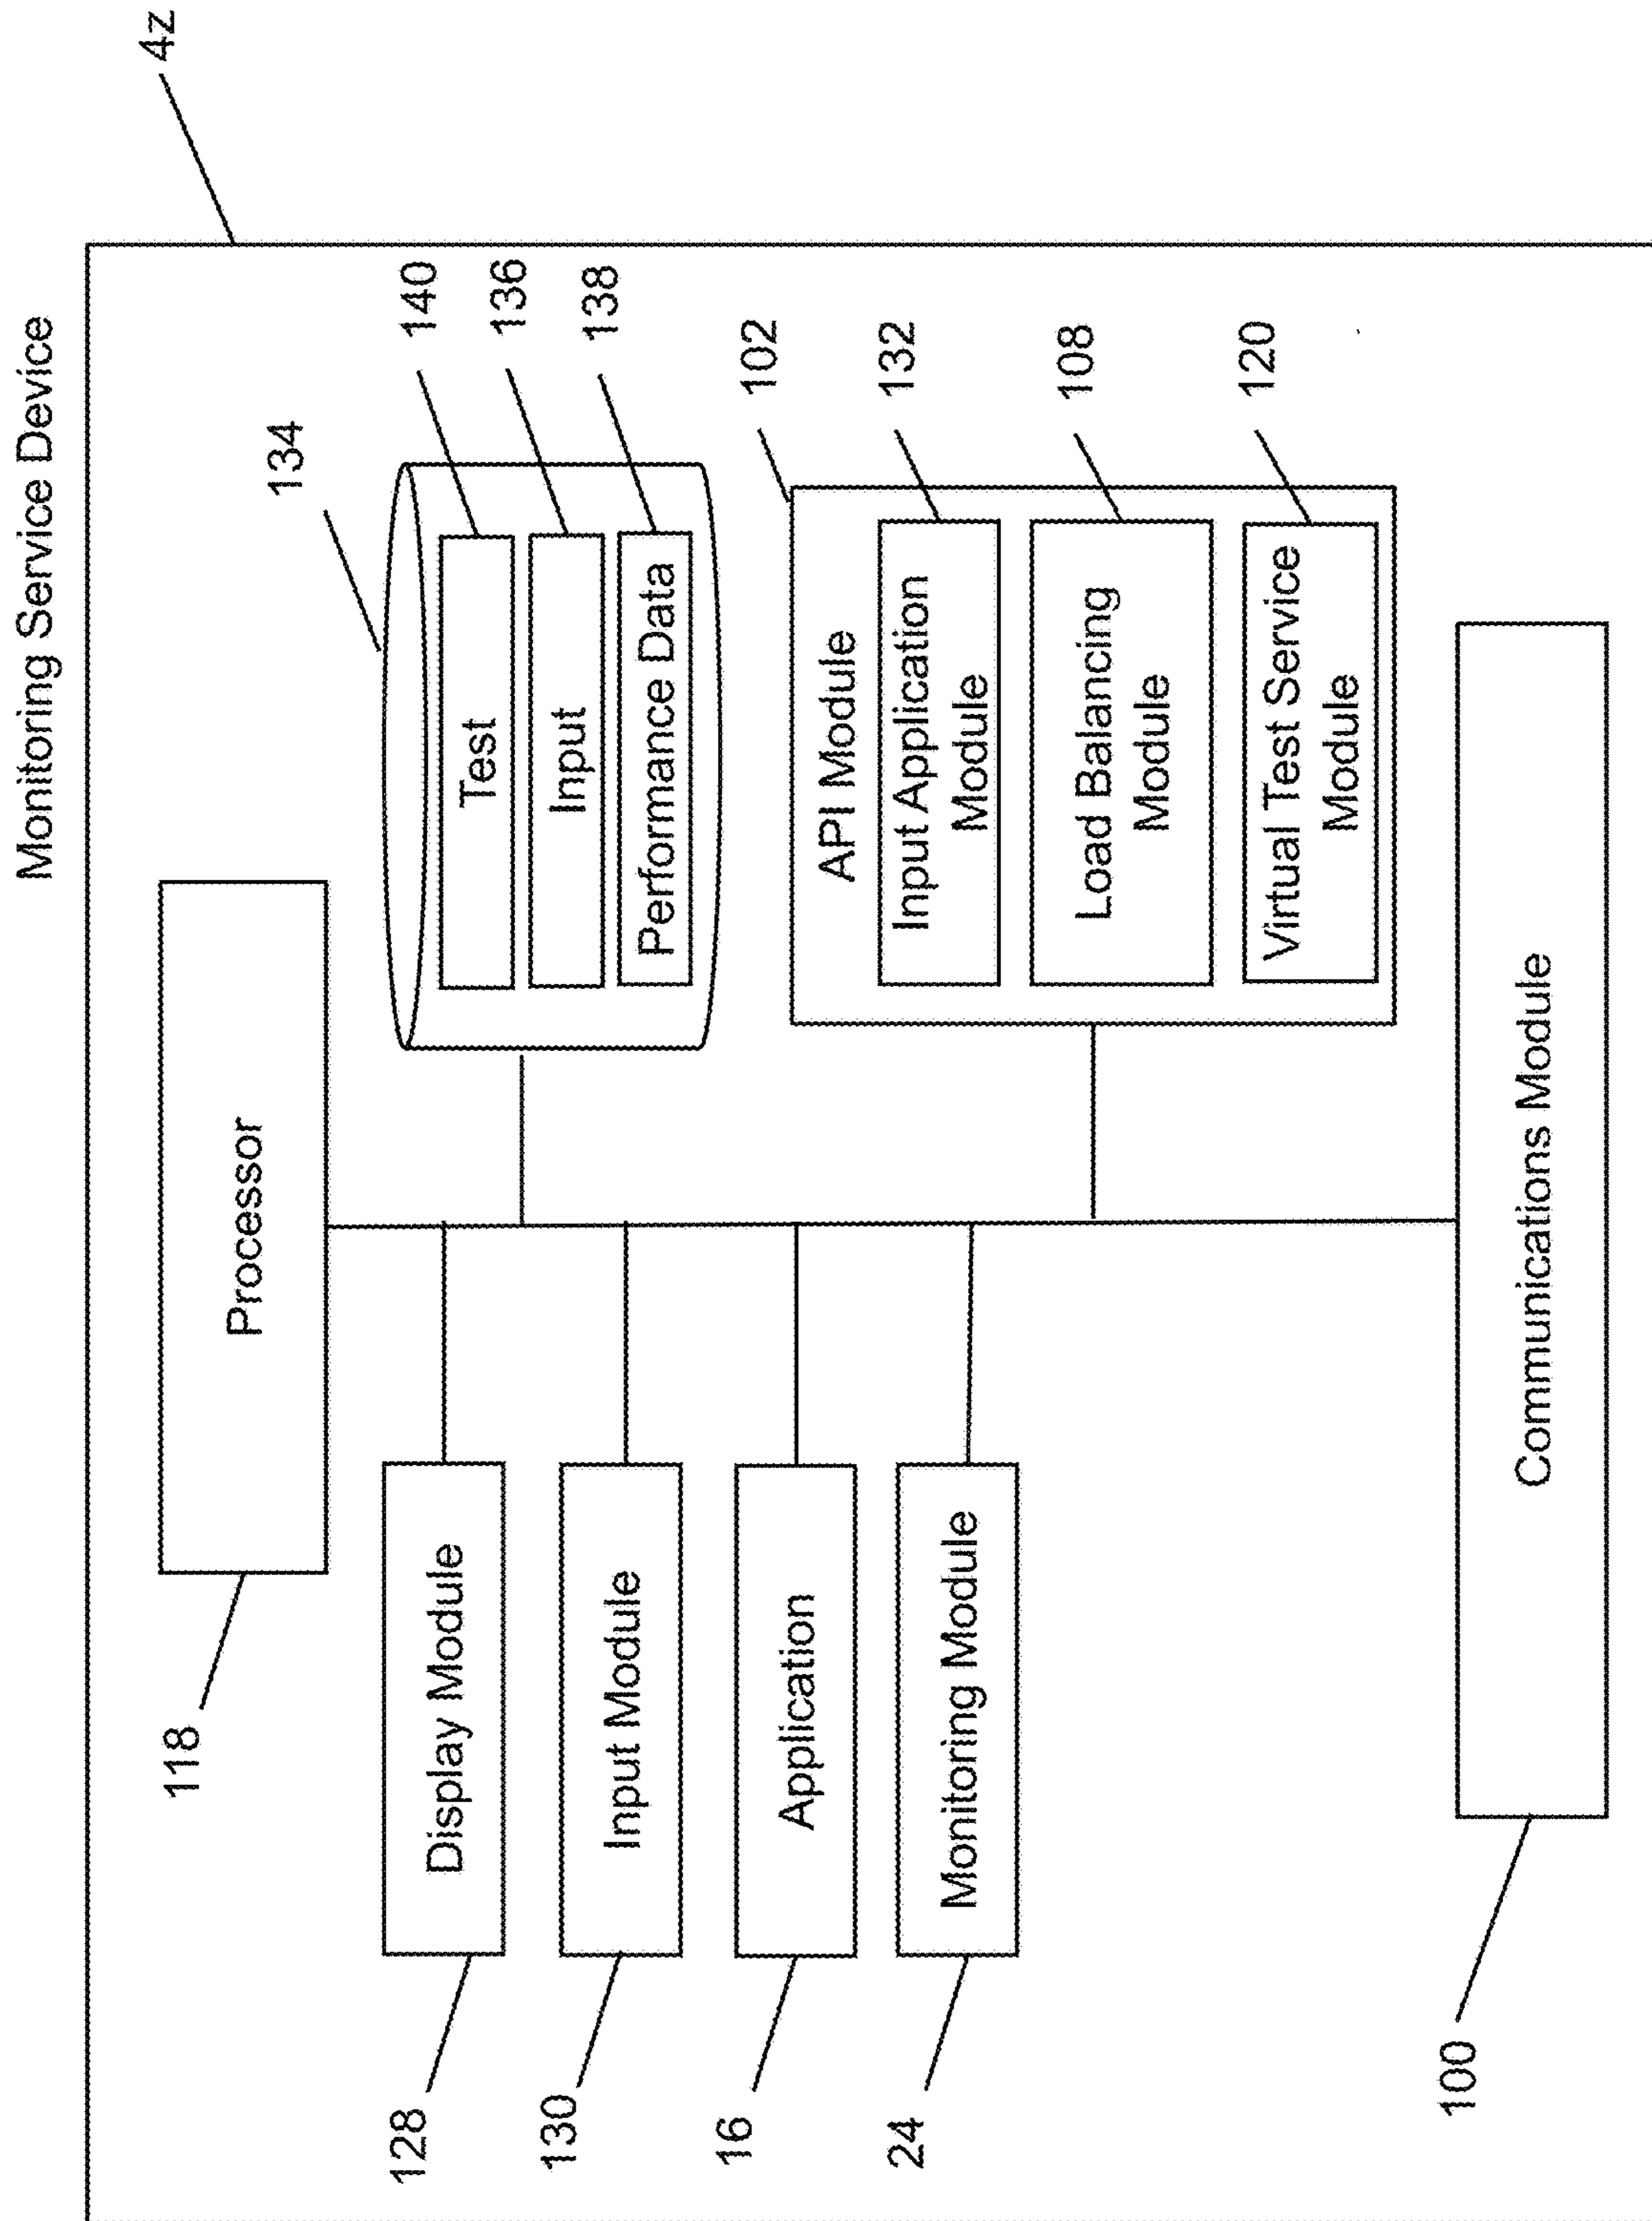 Monitoring Service Device
4z
Processor
118
134
140
136
138
Test
Input
Performance Data
Display Module
128
Input Module
130
Application
16
Monitoring Module
24
102
API Module
132
Input Application
Module
108
Load Balancing
Module
120
Virtual Test Service
Module
Communications Module
100